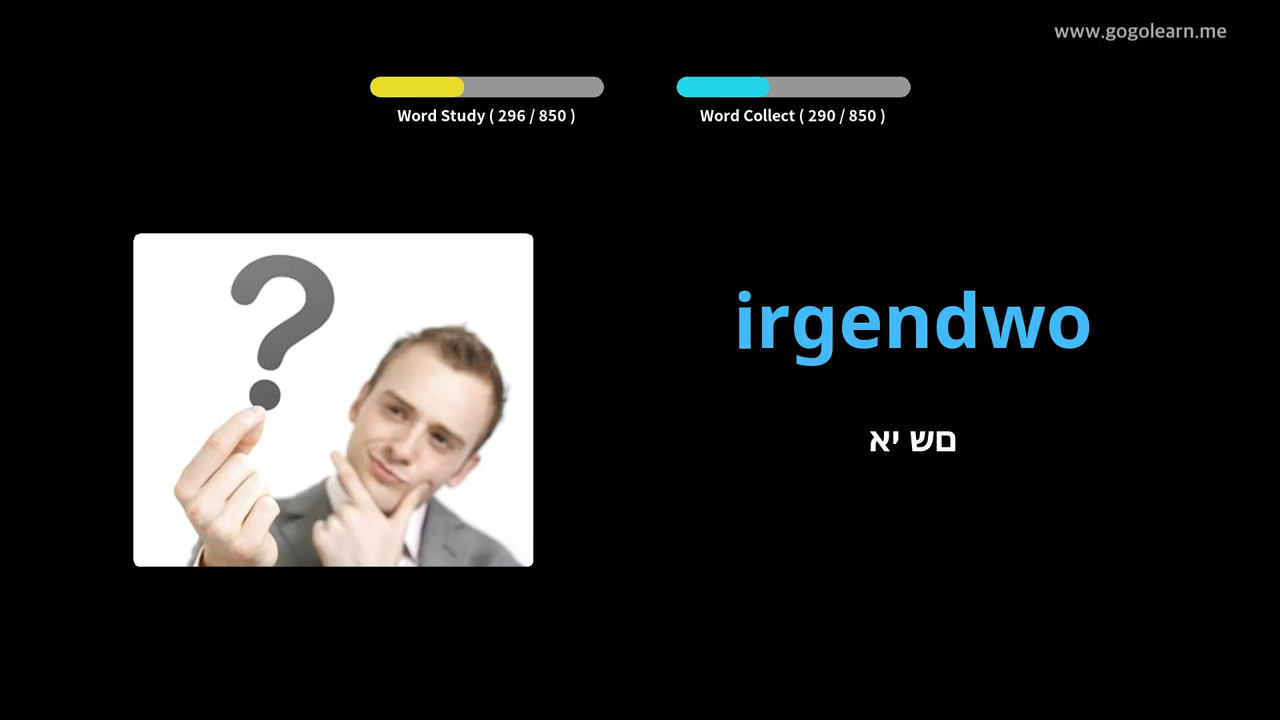 www.gogolearn.me
Word Study ( 296 / 850 )
Word Collect ( 290 / 850 )
irgendwo
םש יא